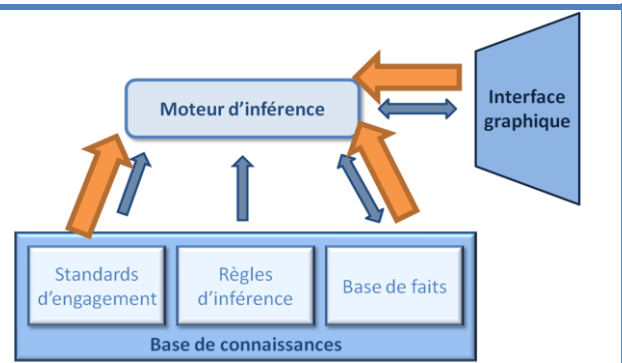 Moteur d'inférence
Interface
graphique
Standards
d'engagement
Règles
d'inférence
Base de faits
Base de connaissances